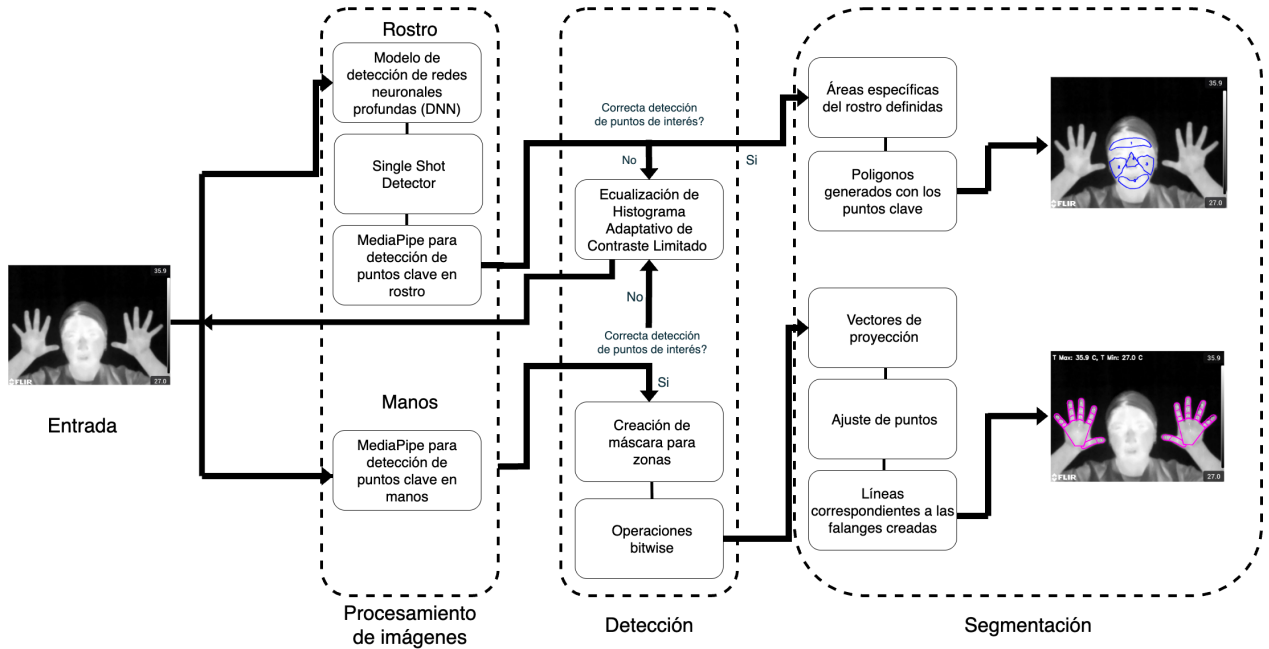 Rostro
Modelo de
detección de redes
neuronales
profundas (DNN)
Single Shot
Detector
MediaPipe para
detección de
puntos clave en
rostro
Manos
MediaPipe para
detección de
puntos clave en
manos
Procesamiento
de imágenes
35.9
27.0
FLIR
Entrada
Correcta detección
de puntos de interés?
No
Si
Ecualización de
Histograma
Adaptativo de
Contraste Limitado
No
Correcta detección
de puntos de interés?
Si
Creación de
máscara para
zonas
Operaciones
bitwise
Detección
Áreas específicas
del rostro definidas
Poligonos
generados con los
puntos clave
35.9
27.0
FLIR
Vectores de
proyección
Ajuste de puntos
Líneas
correspondientes a las
falanges creadas
T Max: 35.9 C, T Min: 27.0 C
35.9
27.0
FLIR
Segmentación